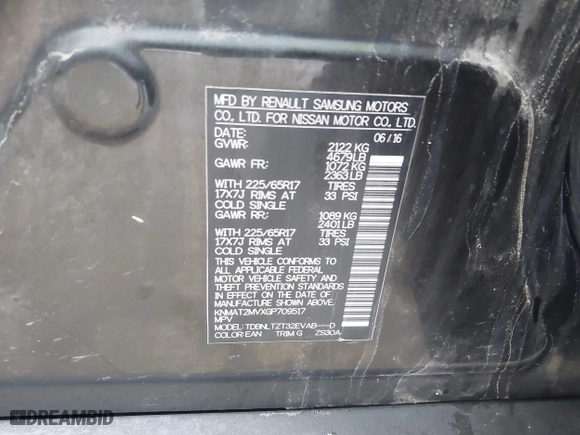 MFD BY RENAULT SAMSUNG MOTORS
CO., LTD. FOR NISSAN MOTOR CO., LTD.
DATE: 06/16
GVWR: 2122 KG
4679 LB
GAWR FR: 1072 KG
2363 LB
WITH 225/65R17 TIRES
17X7J RIMS AT 33 PSI
COLD SINGLE
GAWR RR: 1089 KG
2401 LB
WITH 225/65R17 TIRES
17X7J RIMS AT 33 PSI
COLD SINGLE
THIS VEHICLE CONFORMS TO
ALL APPLICABLE FEDERAL
MOTOR VEHICLE SAFETY AND
THEFT PREVENTION STANDARDS
IN EFFECT ON THE DATE OF
MANUFACTURE SHOWN ABOVE.
KNMAT2MVXGP709517
MPV
MODEL: TDBNLTZT32EVAB---D
COLOR: EAN TRIM: G ZS30A-
DREAMBID